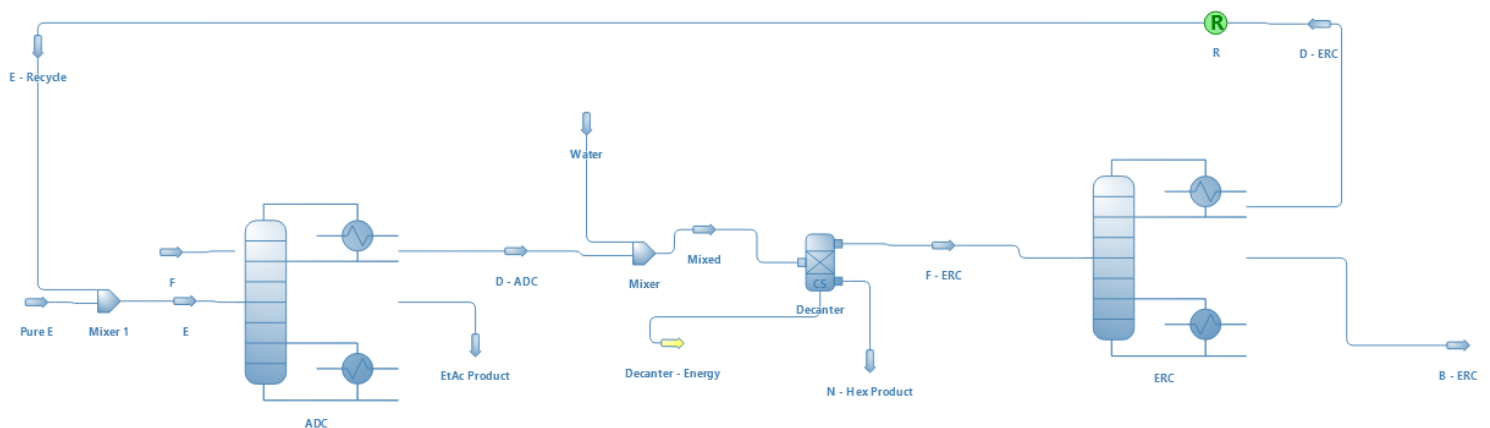 R
R
D - ERC
E - Recycle
Water
F
D - ADC
Mixer
Mixed
CS
Decanter
F - ERC
Pure E
Mixer 1
E
EtAc Product
Decanter - Energy
N - Hex Product
ERC
B - ERC
ADC